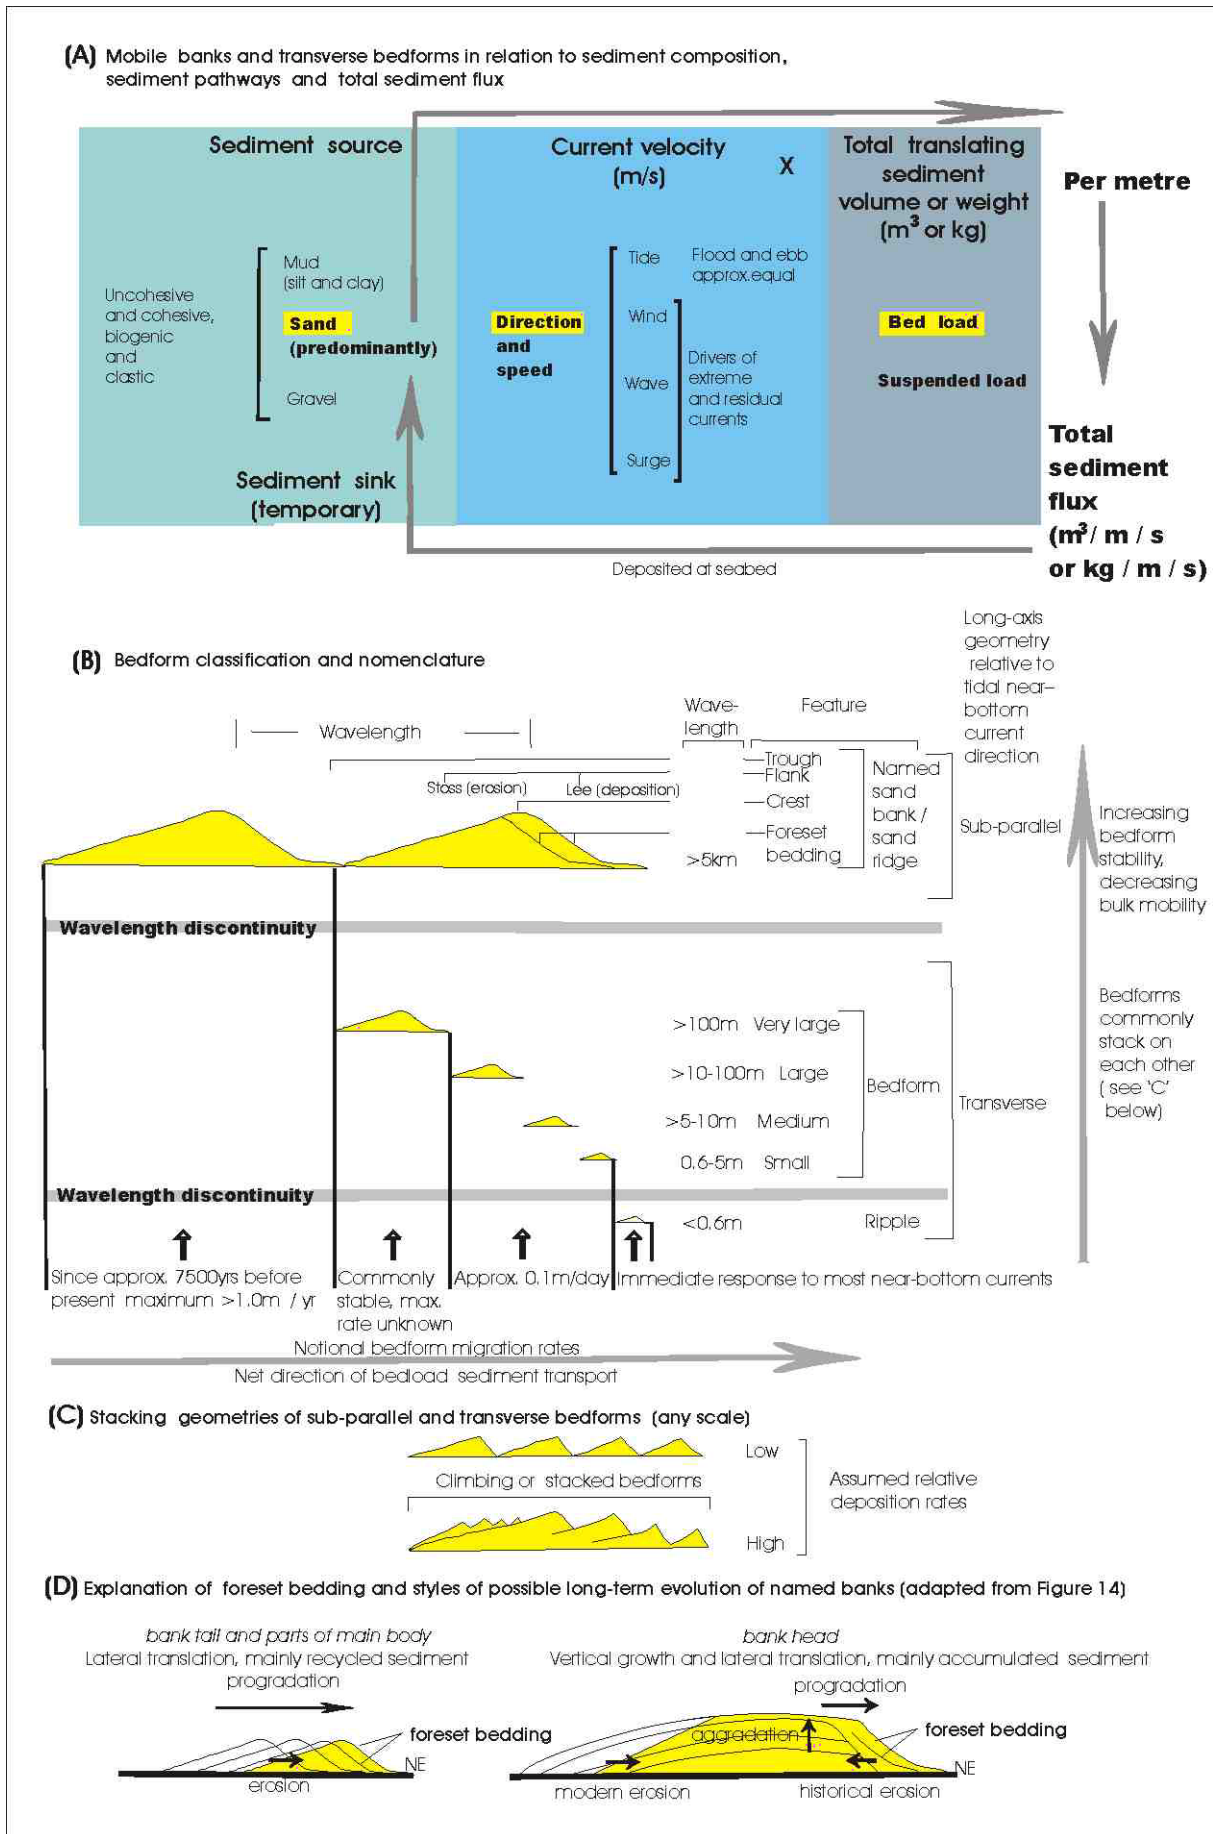 (A) Mobile banks and transverse bedforms in relation to sediment composition,
sediment pathways and total sediment flux
Sediment source
Current velocity
(m/s)
X
Total translating
sediment
volume or weight
(m³ or kg)
Per metre
Uncohesive
and cohesive,
biogenic
and
clastic
Mud
(silt and clay)
Sand
(predominantly)
Gravel
Direction
and
speed
Tide
Flood and ebb
approx.equal
Wind
Wave
Surge
Drivers of
extreme
and residual
currents
Bed load
Suspended load
Sediment sink
(temporary)
Total
sediment
flux
(m³/ m / s
or kg / m / s)
Deposited at seabed
(B) Bedform classification and nomenclature
Wavelength
Wave-
length
Feature
Long-axis
geometry
relative to
tidal near-
bottom
current
direction
Trough
Flank
Crest
Foreset
bedding
Stoss (erosion)
Lee (deposition)
>5km
Named
sand
bank /
sand
ridge
Sub-parallel
Increasing
bedform
stability,
decreasing
bulk mobility
Wavelength discontinuity
>100m Very large
>10-100m Large
>5-10m Medium
0.6-5m Small
Bedform
Transverse
Bedforms
commonly
stack on
each other
( see 'C'
below)
Wavelength discontinuity
<0.6m
Ripple
Since approx. 7500yrs before
present maximum >1.0m / yr
Commonly
stable, max.
rate unknown
Approx. 0.1m/day
Immediate response to most near-bottom currents
Notional bedform migration rates
Net direction of bedload sediment transport
(C) Stacking geometries of sub-parallel and transverse bedforms (any scale)
Low
Climbing or stacked bedforms
High
Assumed relative
deposition rates
(D) Explanation of foreset bedding and styles of possible long-term evolution of named banks (adapted from Figure 14)
bank tail and parts of main body
Lateral translation, mainly recycled sediment
progradation
foreset bedding
NE
erosion
bank head
Vertical growth and lateral translation, mainly accumulated sediment
progradation
aggradation
foreset bedding
NE
modern erosion
historical erosion